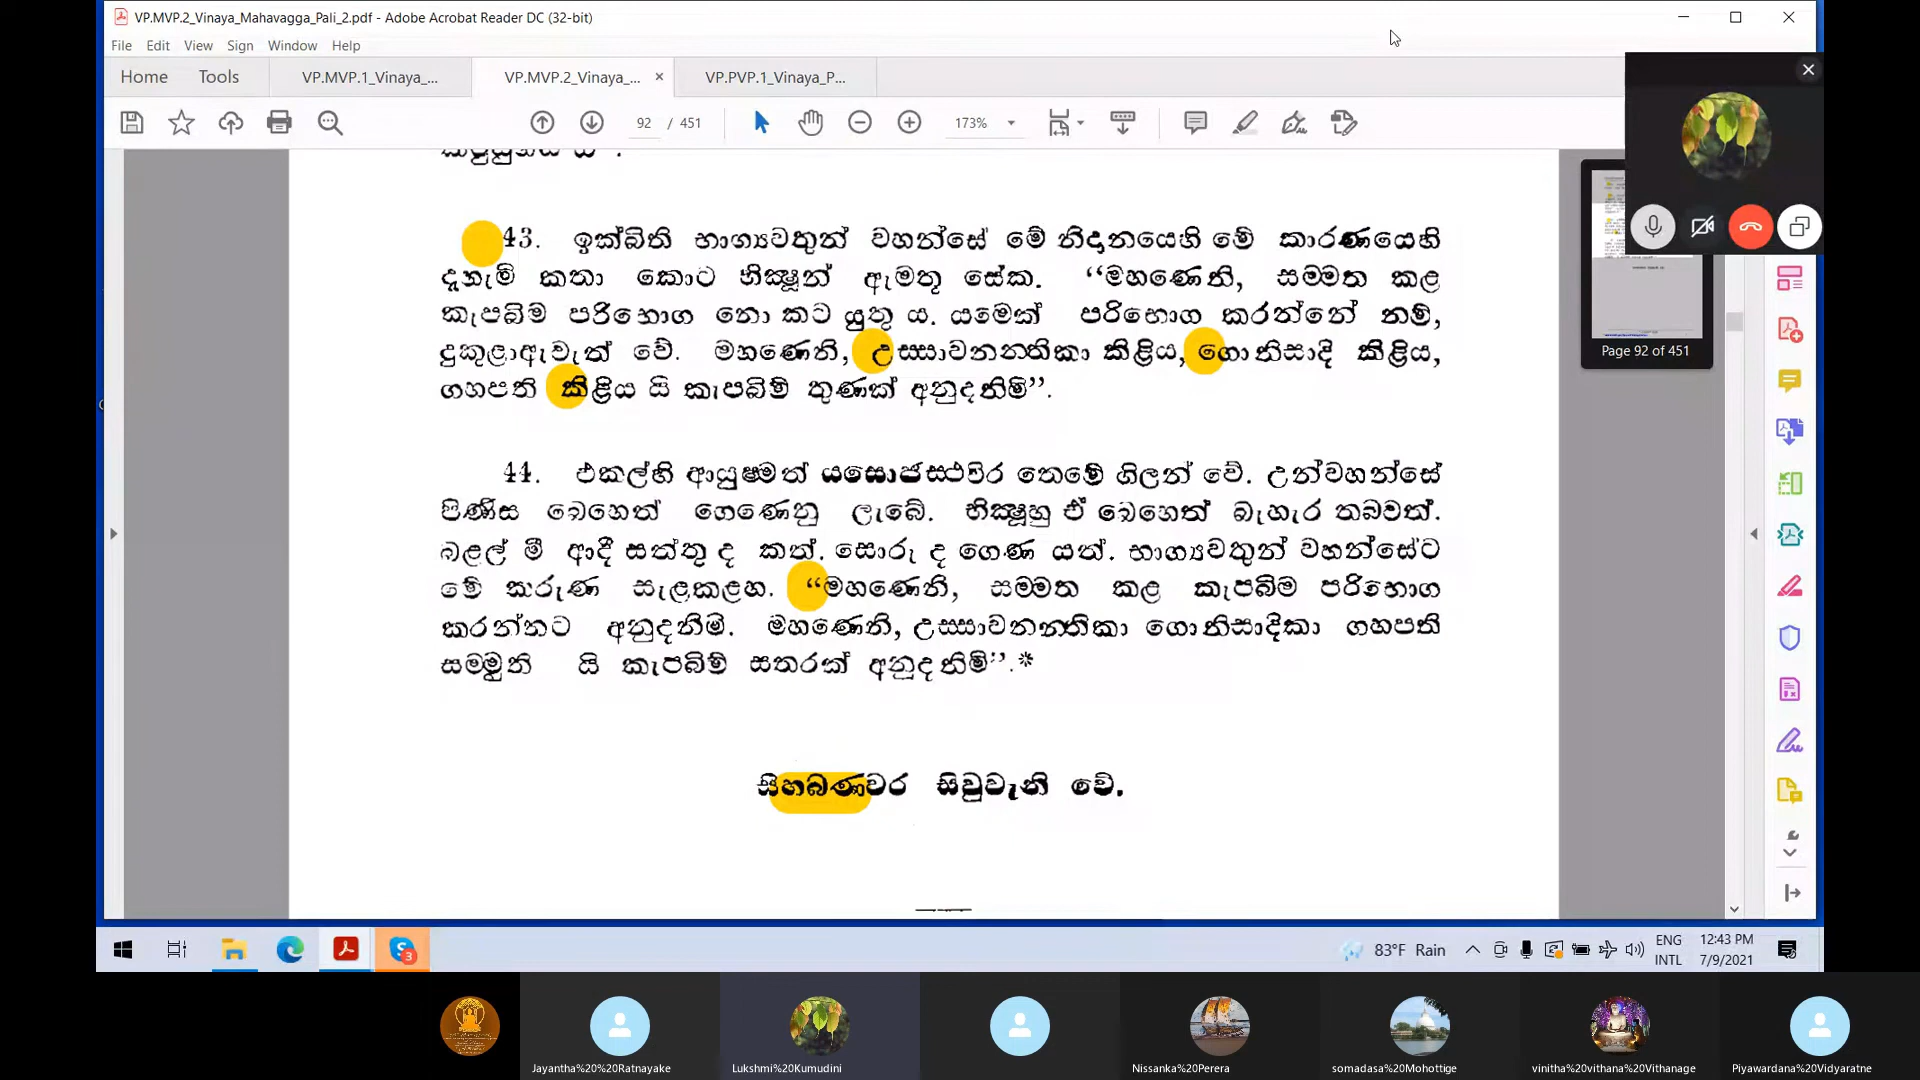 VP.MVP.2_Vinaya_Mahavagga_Pali_2.pdf - Adobe Acrobat Reader DC (32-bit)
File Edit View Sign Window Help
Home Tools VP.MVP.1_Vinaya_... VP.MVP.2_Vinaya_... × VP.PVP.1_Vinaya_P...
92 / 451 173%
43. ඉක්බිති භාග්‍යවතුන් වහන්සේ මේ නිදානයෙහි මේ කාරණයෙහි
දැහැමි කතා කොට භික්‍ෂූන් ඇමතූ සේක. “මහණෙනි, සම්මත කළ
කැපබිම පරිභොග නො කට යුතු ය. යමෙක් පරිභොග කරන්නේ නම්,
දුකුළාඇවැත් වේ. මහණෙනි, උස්සාවනන්තිකා කිළිය, ගොනිසාදි කිළිය,
ගහපති කිළිය යි කැපබිම් තුණක් අනුදනිමි”.
44. එකල්හි ආයුෂ්මත් යසොජස්ථවිර තෙමේ ගිලන් වේ. උන්වහන්සේ
පිණිස බෙහෙත් ගෙණෙනු ලැබේ. භික්‍ෂූහු ඒ බෙහෙත් බැහැර තබවත්.
බළල් මී ආදී සත්තු ද කත්. සොරු ද ගෙණ යත්. භාග්‍යවතුන් වහන්සේට
මේ කරුණ සැළකළහ. “මහණෙනි, සම්මත කළ කැපබිම පරිභොග
කරන්නට අනුදනිමි. මහණෙනි, උස්සාවනන්තිකා ගොනිසාදිකා ගහපති
සම්මුති යි කැපබිම් සතරක් අනුදනිමි”.*
සීහබණවර සිවුවැනි වේ.
Page 92 of 451
83°F Rain
ENG
INTL
12:43 PM
7/9/2021
3
Jayantha%20%20Ratnayake
Lukshmi%20Kumudini
Nissanka%20Perera
somadasa%20Mohottige
vinitha%20vithana%20Vithanage
Piyawardana%20Vidyaratne